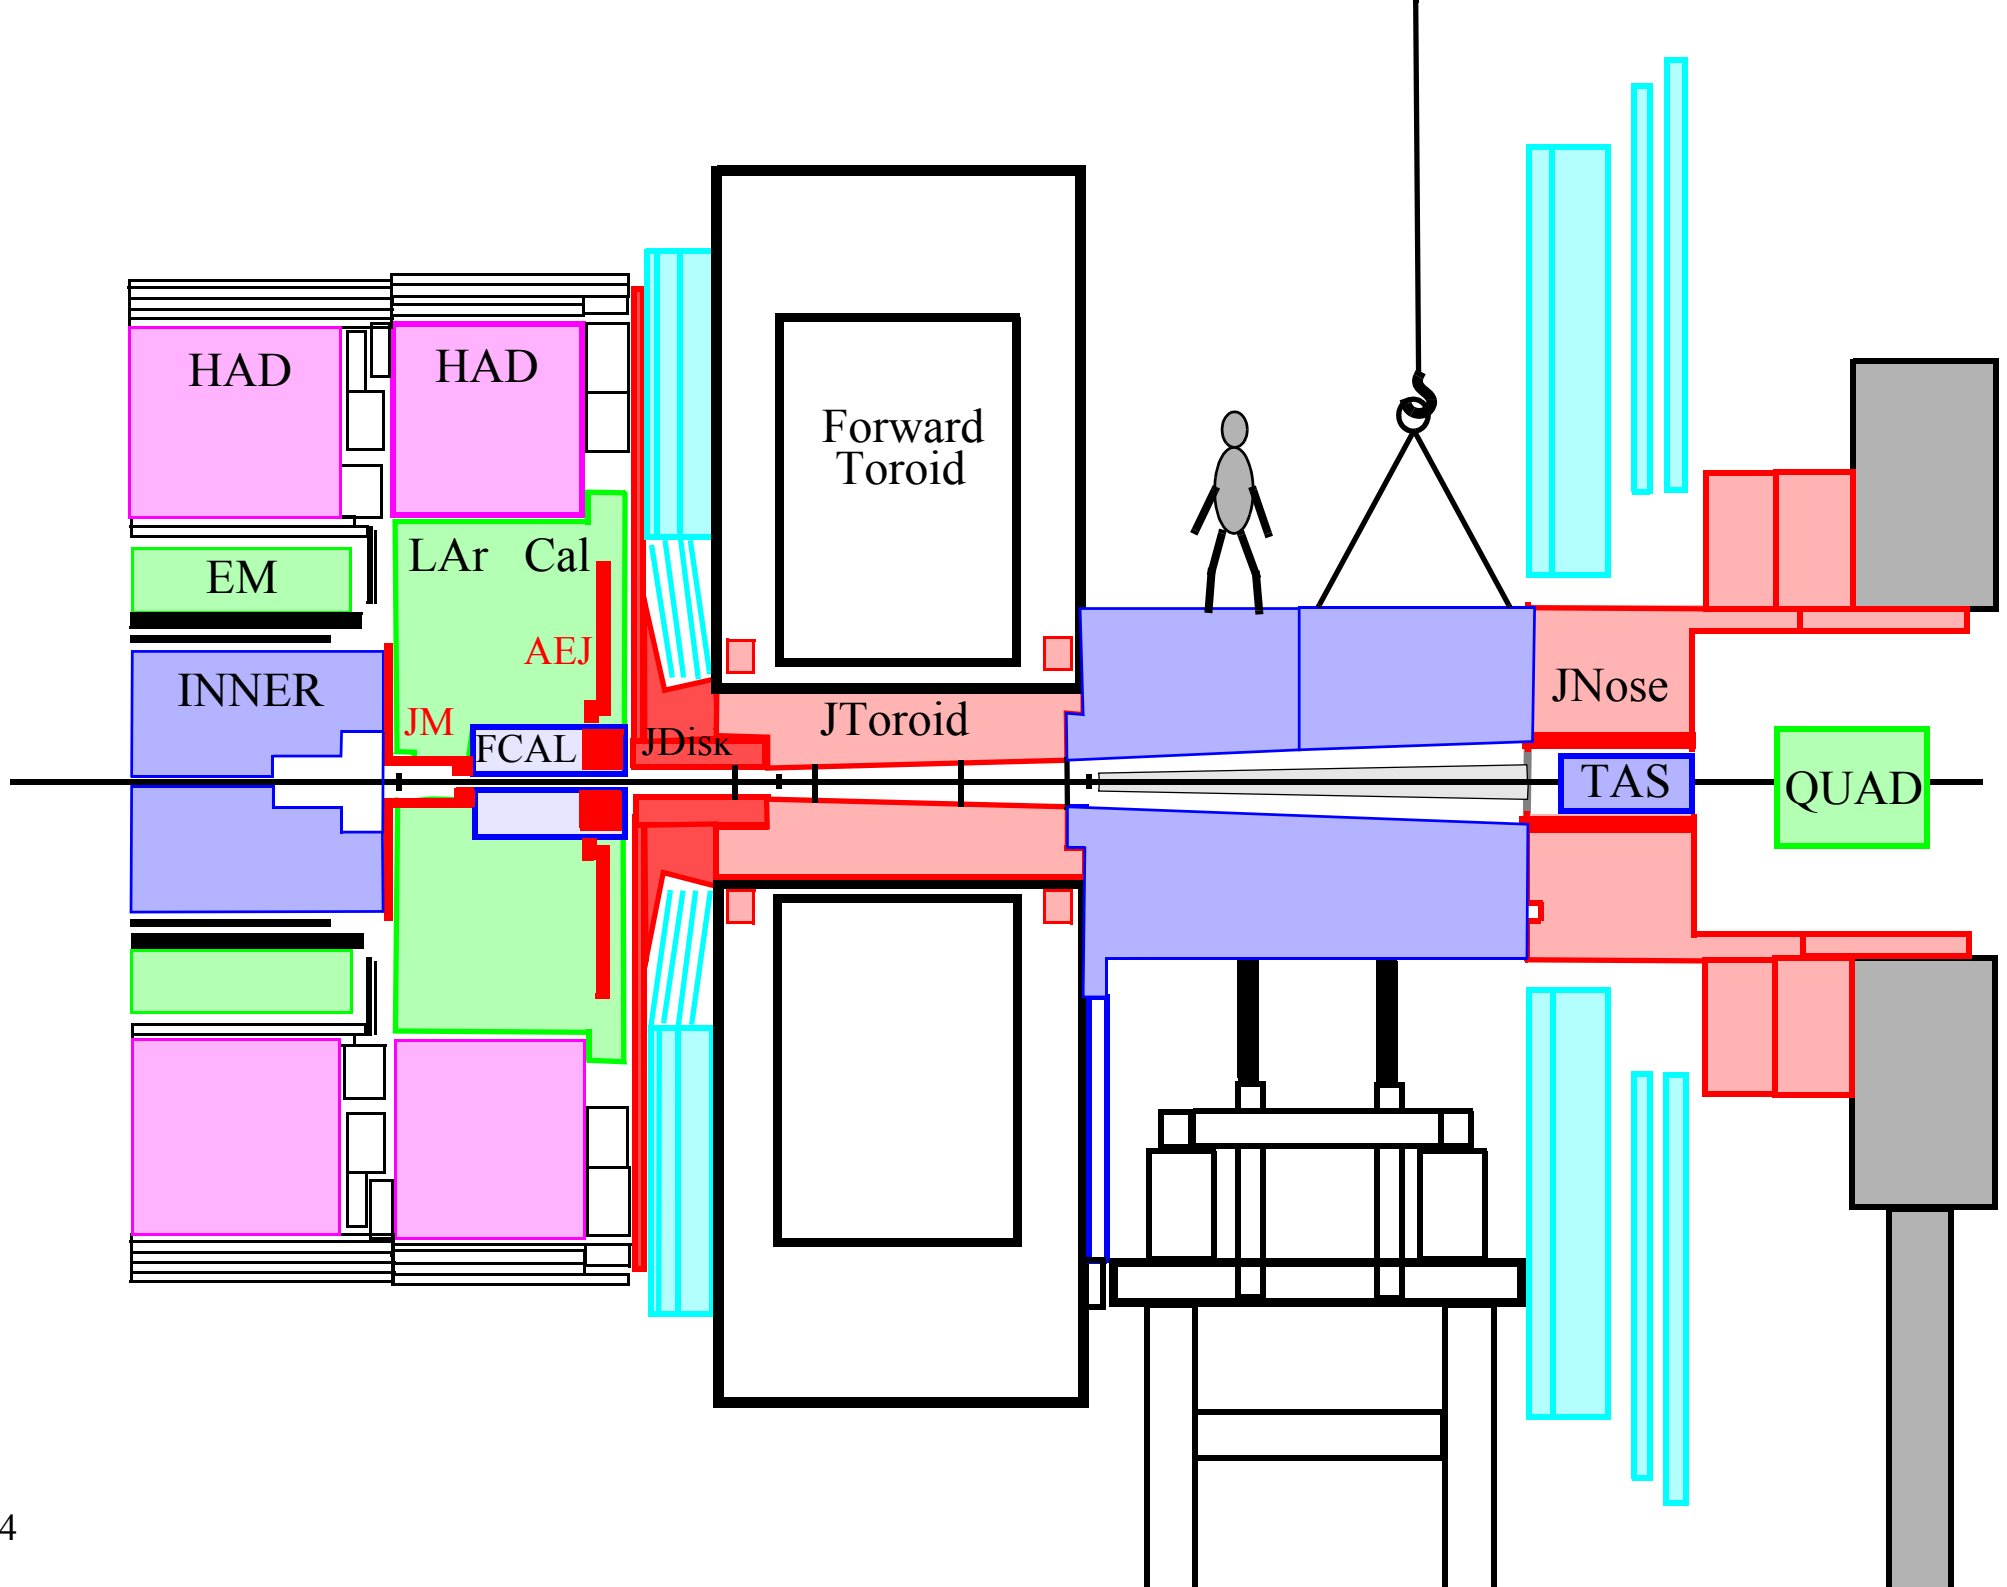 HAD
HAD
Forward
Toroid
LAr Cal
EM
AEJ
INNER
JM
FCAL
JDisk
JToroid
JNose
TAS
QUAD
4